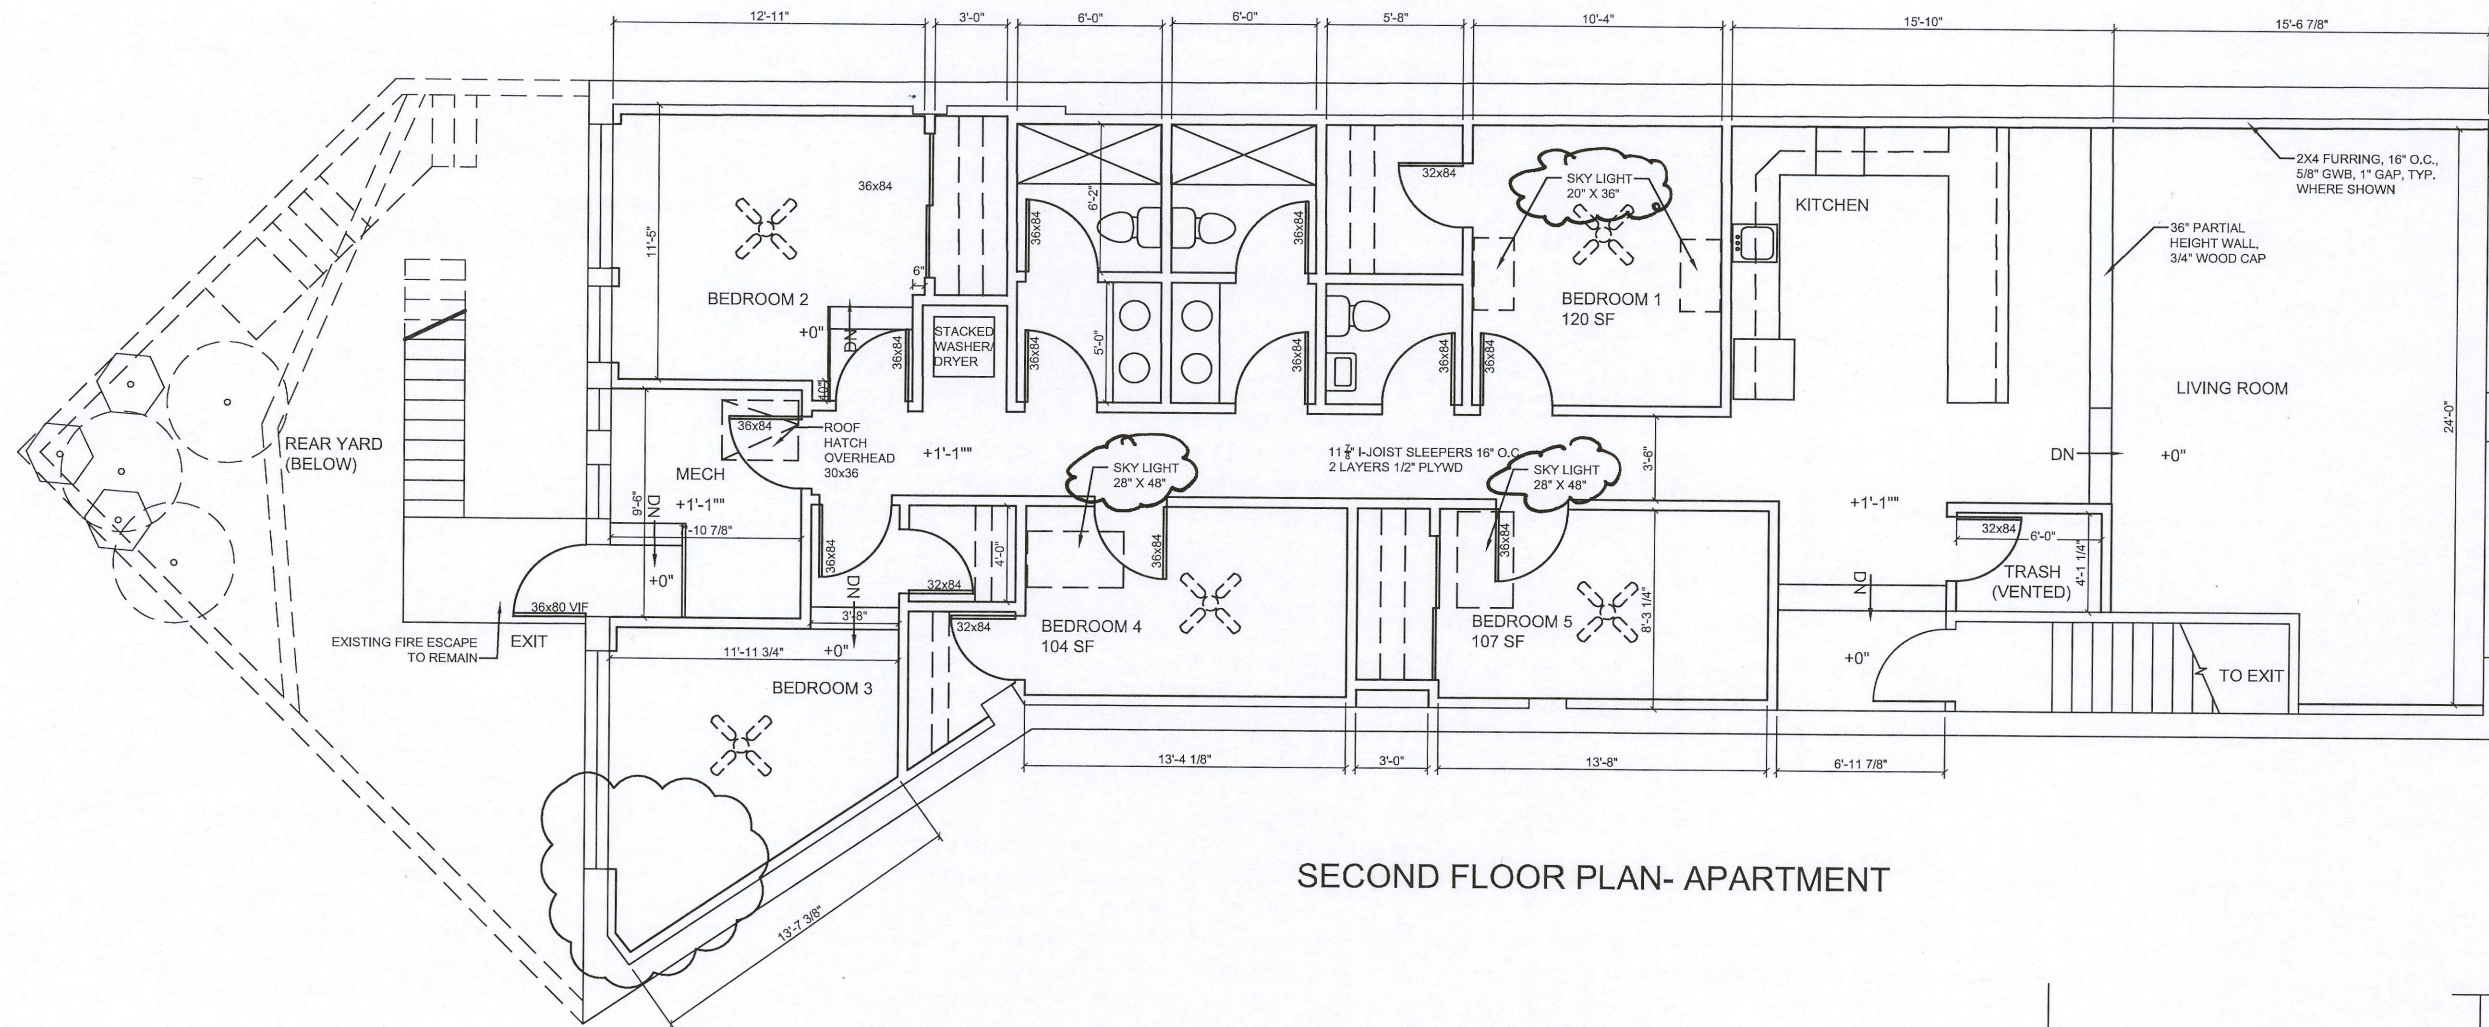 12'-11"
3'-0"
6'-0"
6'-0"
5'-8"
10'-4"
15'-10"
15'-6 7/8"
2X4 FURRING, 16" O.C.,
5/8" GWB, 1" GAP, TYP.
WHERE SHOWN
36" PARTIAL
HEIGHT WALL,
3/4" WOOD CAP
36x84
11'-5"
6"
BEDROOM 2
+0"
DN
36x84
10"
STACKED
WASHER/
DRYER
6'-2"
36x84
36x84
5'-0"
36x84
36x84
32x84
36x84
36x84
SKY LIGHT
20" X 36"
BEDROOM 1
120 SF
KITCHEN
LIVING ROOM
24'-0"
REAR YARD
(BELOW)
36x84
ROOF
HATCH
OVERHEAD
30x36
MECH
+1'-1""
9'-6"
DN
-10 7/8"
+0"
36x80 VIF
EXISTING FIRE ESCAPE
TO REMAIN
EXIT
+1'-1""
SKY LIGHT
28" X 48"
11 7/8" I-JOIST SLEEPERS 16" O.C.
2 LAYERS 1/2" PLYWD
SKY LIGHT
28" X 48"
3'-6"
+1'-1""
DN
+0"
36x84
DN
3'-8"
+0"
32x84
4'-0"
32x84
36x84
BEDROOM 4
104 SF
36x84
BEDROOM 5
107 SF
8'-3 1/4"
DN
+0"
32x84
6'-0"
4'-1 1/4"
TRASH
(VENTED)
TO EXIT
11'-11 3/4"
BEDROOM 3
13'-4 1/8"
3'-0"
13'-8"
6'-11 7/8"
13'-7 3/8"
SECOND FLOOR PLAN- APARTMENT